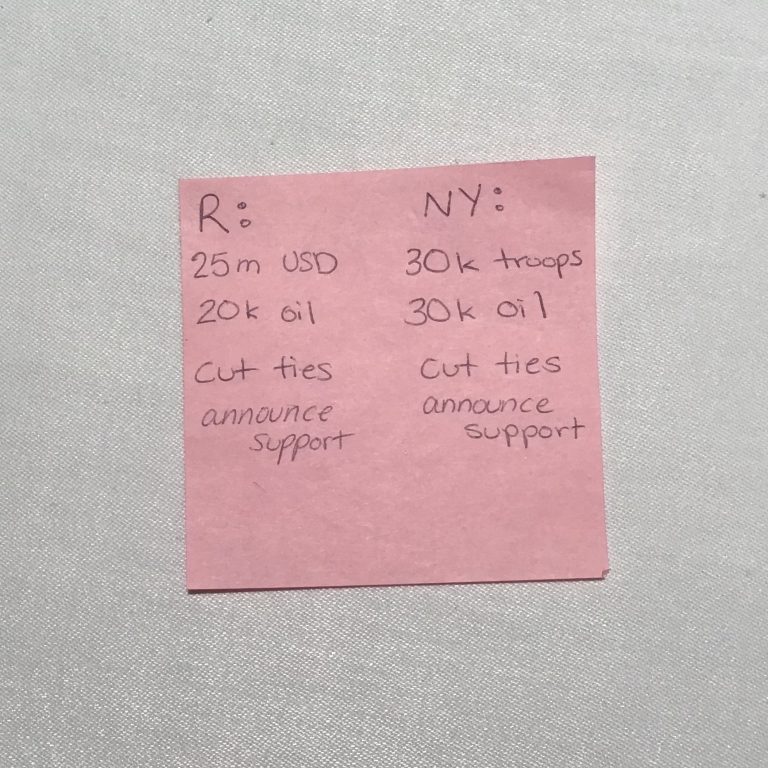 R:
25m USD
20k oil
cut ties
announce
support
NY:
30k troops
30k oil
cut ties
announce
support